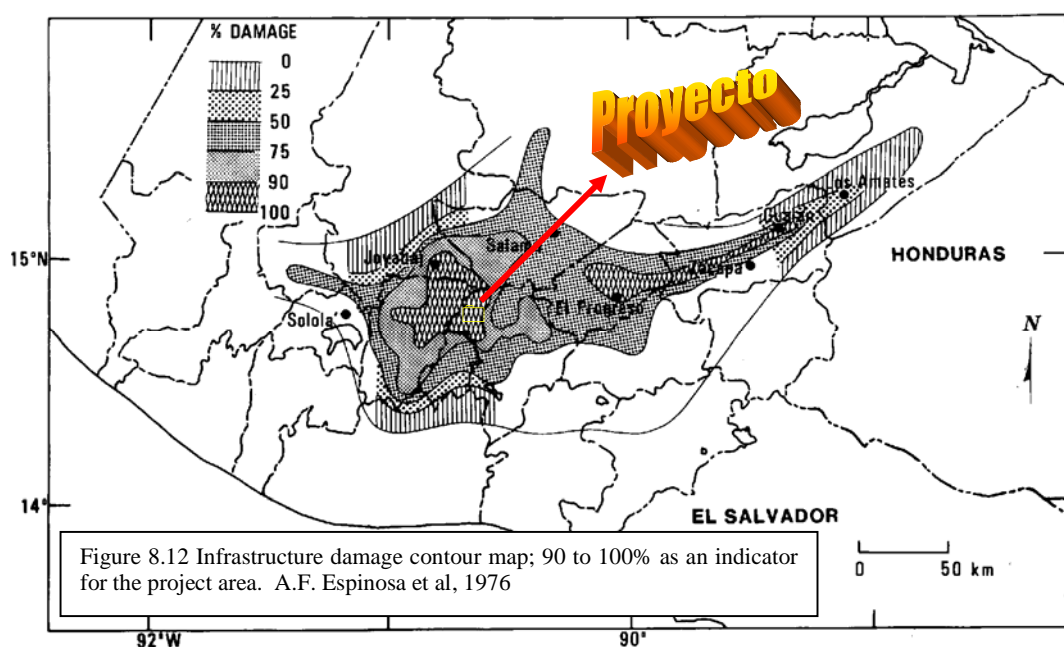 % DAMAGE
0
25
50
75
90
100
Proyecto
Los Amates
HONDURAS
15°N
Joyabaj
Zacapa
El Progreso
Solola'
N
14°
EL SALVADOR
Figure 8.12 Infrastructure damage contour map; 90 to 100% as an indicator
for the project area. A.F. Espinosa et al, 1976
0 50 km
92°W
90°